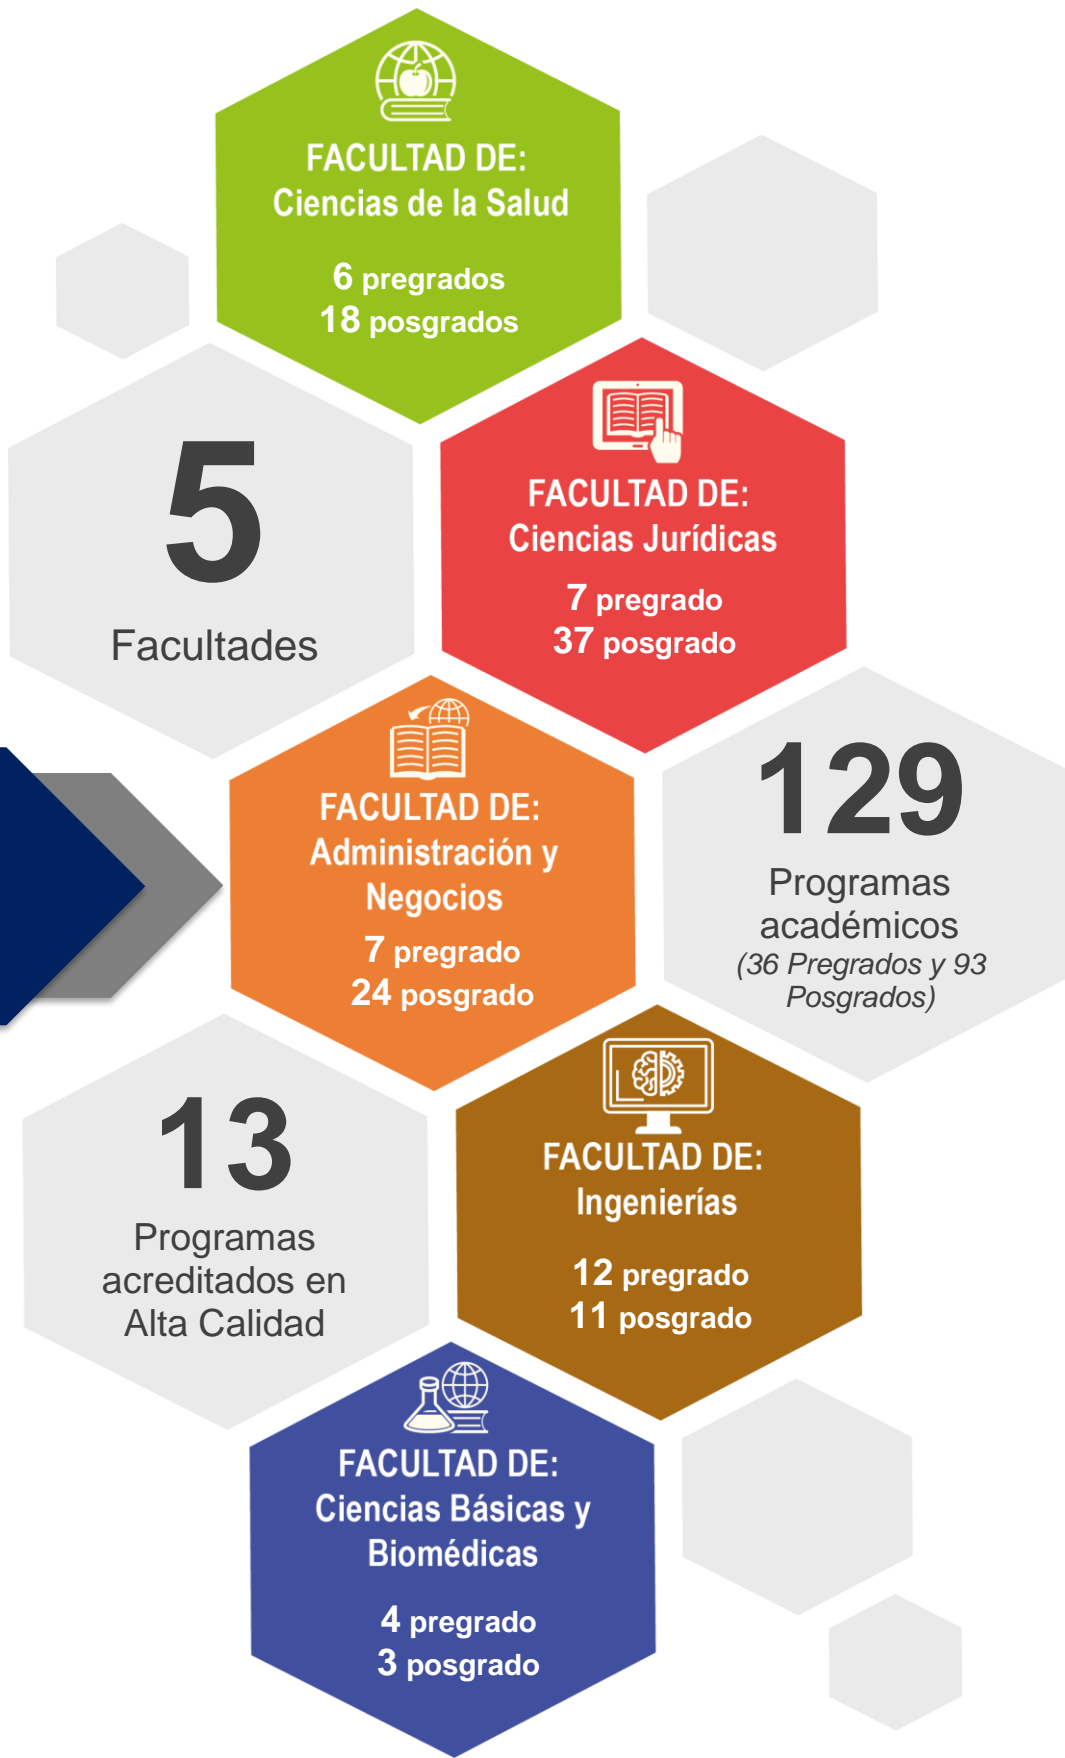 FACULTAD DE:
Ciencias de la Salud
6 pregrados
18 posgrados
5
Facultades
FACULTAD DE:
Ciencias Jurídicas
7 pregrado
37 posgrado
FACULTAD DE:
Administración y
Negocios
7 pregrado
24 posgrado
129
Programas
académicos
(36 Pregrados y 93
Posgrados)
13
Programas
acreditados en
Alta Calidad
FACULTAD DE:
Ingenierías
12 pregrado
11 posgrado
FACULTAD DE:
Ciencias Básicas y
Biomédicas
4 pregrado
3 posgrado